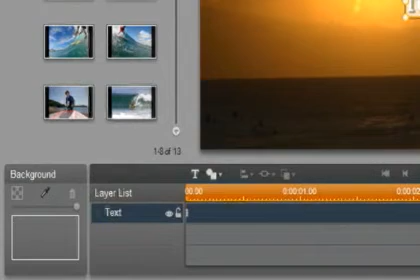 T
1-8 of 13
Background
T
Layer List
00.00 0:00:01.00 0:00:02
Text